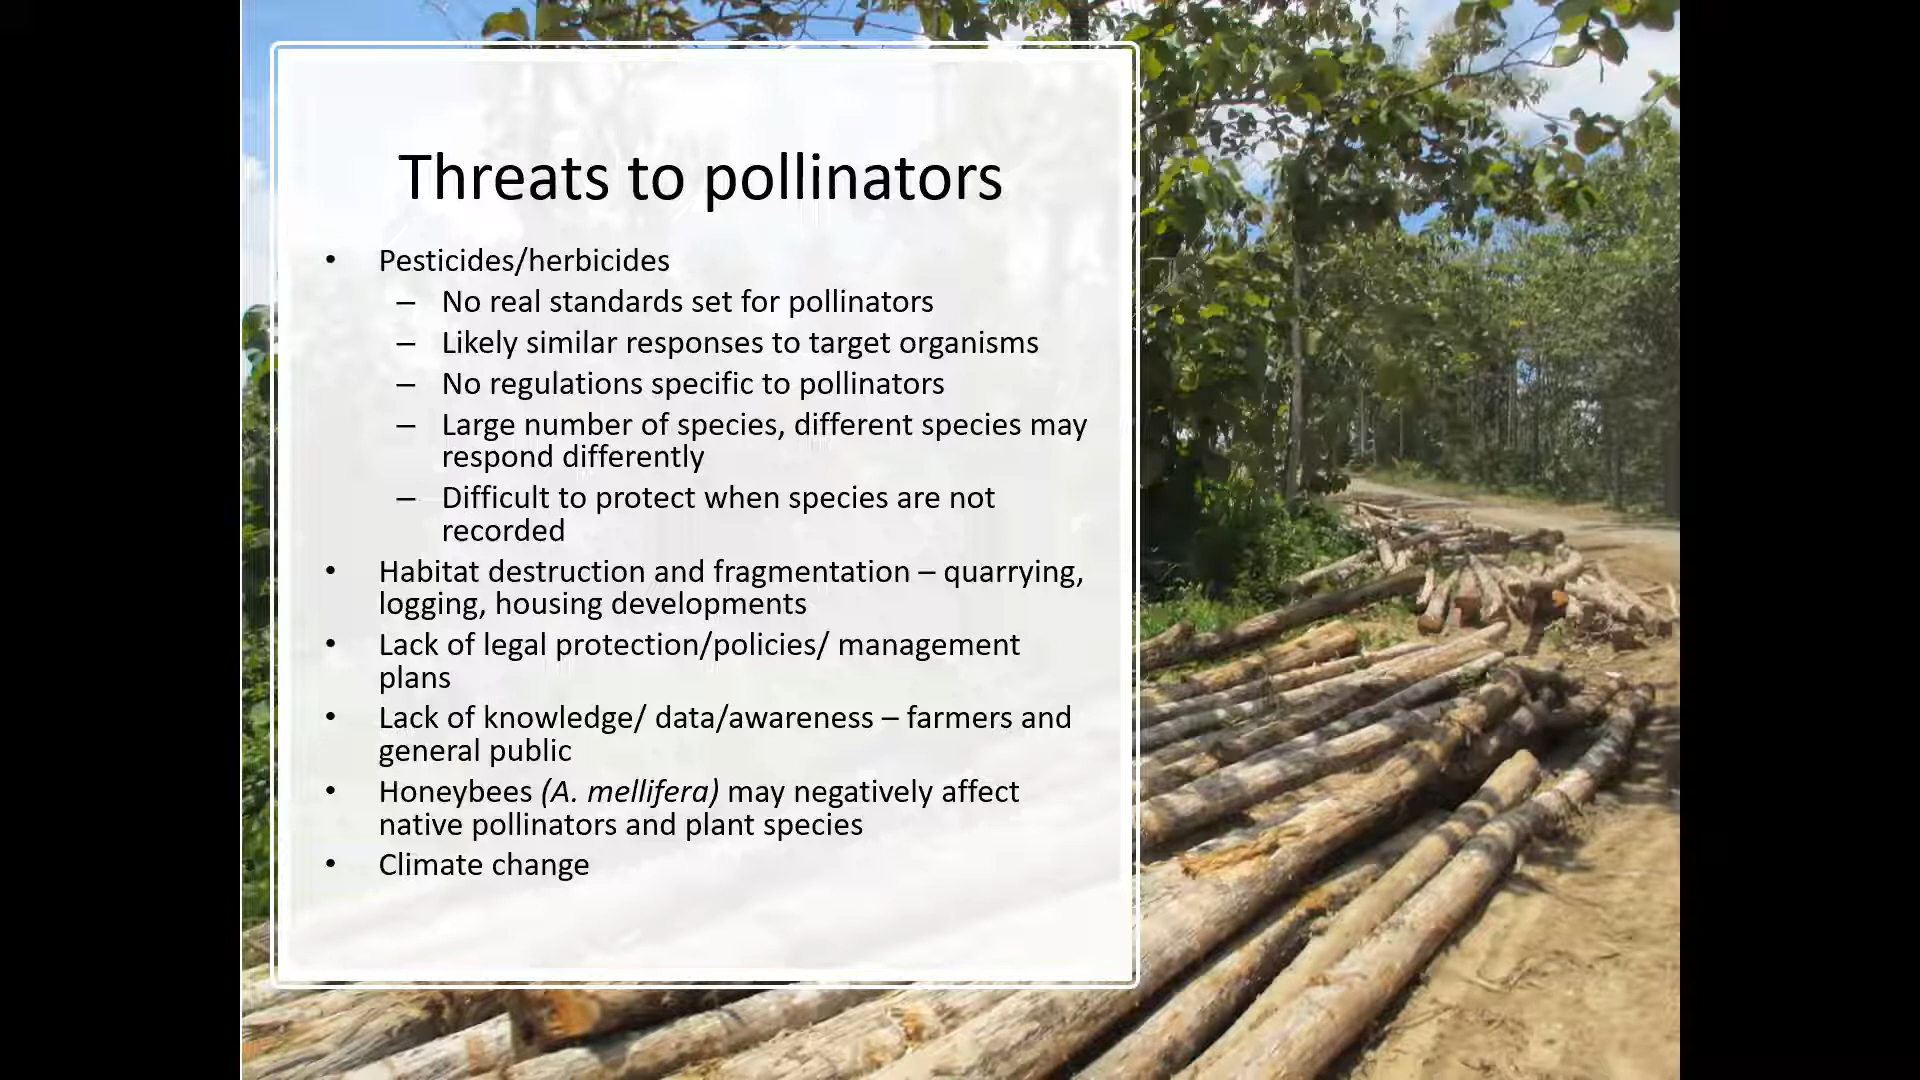 Threats to pollinators
• Pesticides/herbicides
– No real standards set for pollinators
– Likely similar responses to target organisms
– No regulations specific to pollinators
– Large number of species, different species may
respond differently
– Difficult to protect when species are not
recorded
• Habitat destruction and fragmentation – quarrying,
logging, housing developments
• Lack of legal protection/policies/ management
plans
• Lack of knowledge/ data/awareness – farmers and
general public
• Honeybees (A. mellifera) may negatively affect
native pollinators and plant species
• Climate change